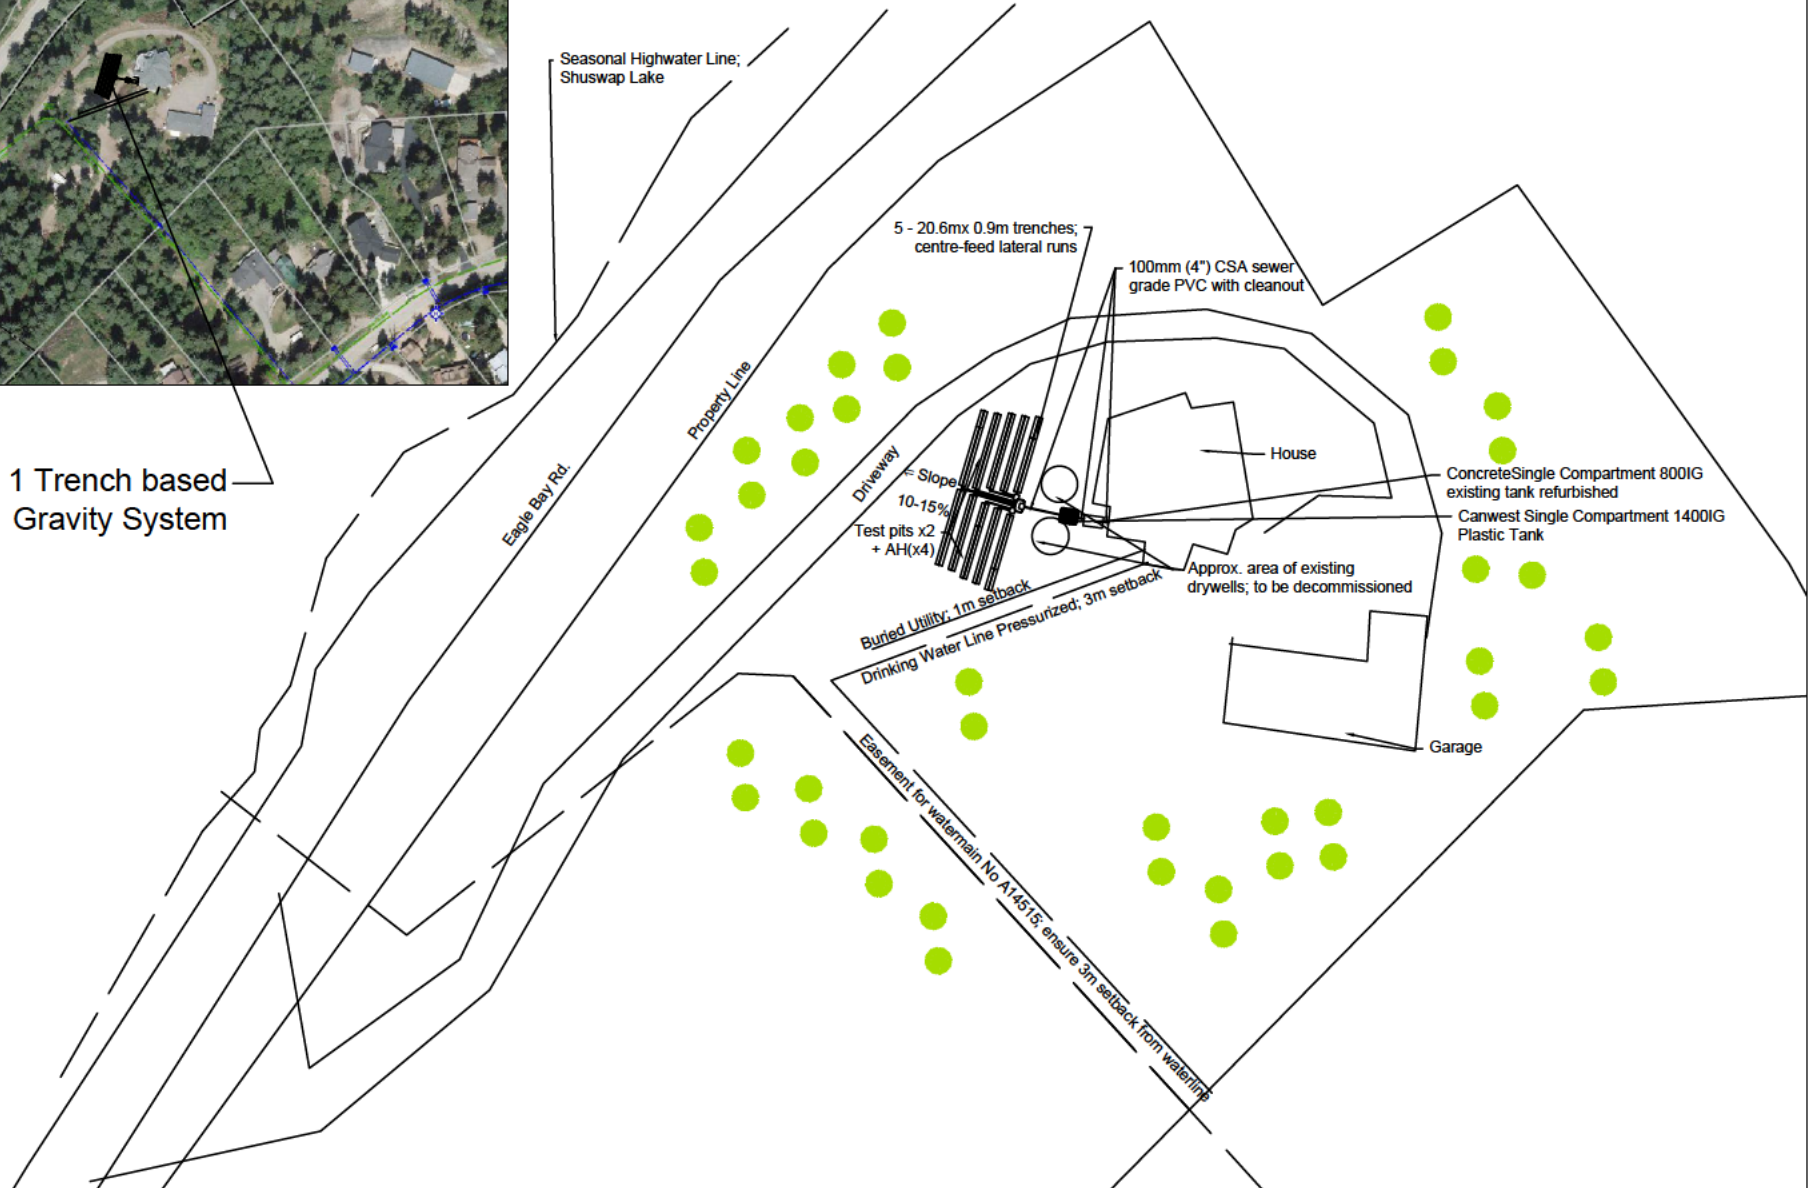 Seasonal Highwater Line;
Shuswap Lake
5 - 20.6mx 0.9m trenches;
centre-feed lateral runs
100mm (4") CSA sewer
grade PVC with cleanout
Property Line
Eagle Bay Rd.
Driveway
House
1 Trench based
Gravity System
⇐ Slope
10-15%
Test pits x2
+ AH(x4)
ConcreteSingle Compartment 800IG
existing tank refurbished
Canwest Single Compartment 1400IG
Plastic Tank
Approx. area of existing
drywells; to be decommissioned
Buried Utility; 1m setback
Drinking Water Line Pressurized; 3m setback
Garage
Easement for watermain No A14515; ensure 3m setback from waterline